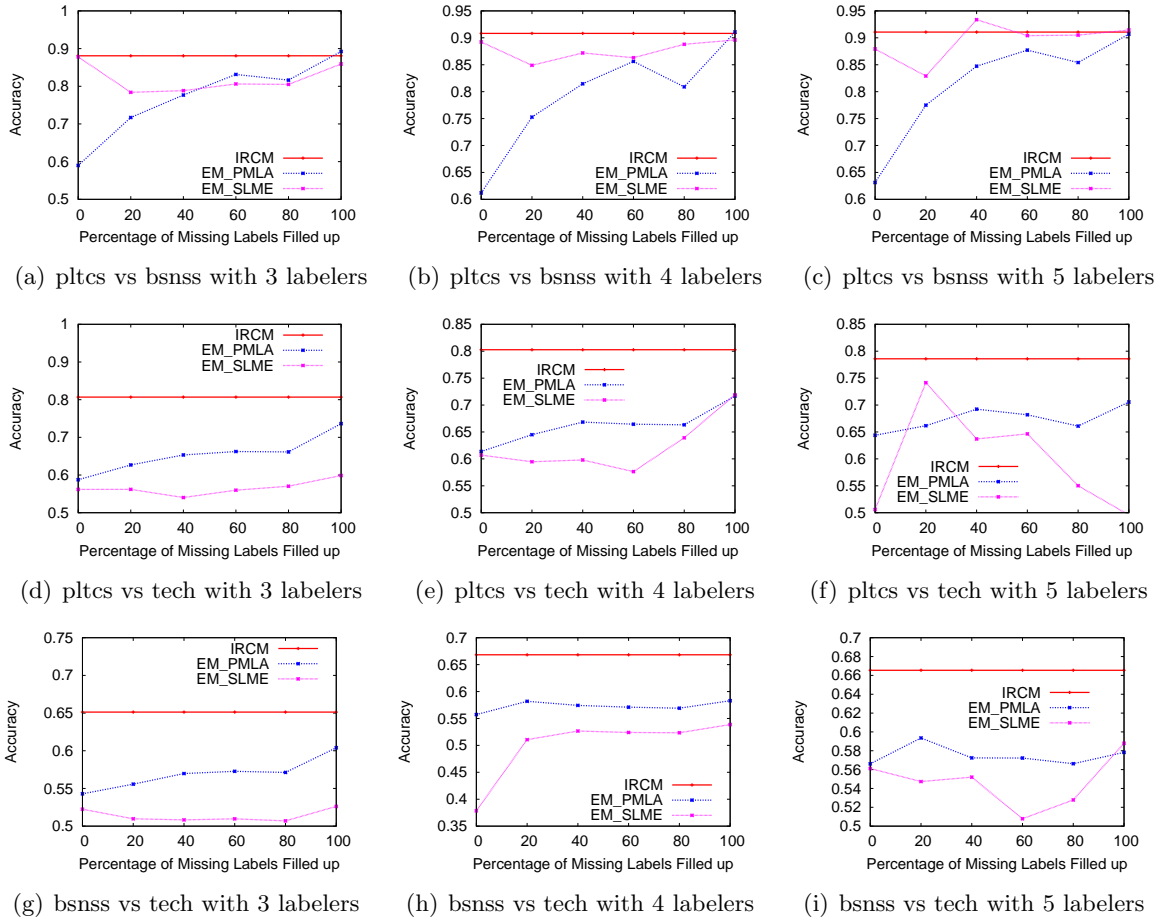 1
0.9
0.8
0.7
0.6
0.5
Accuracy
IRCM
EM_PMLA
EM_SLME
0 20 40 60 80 100
Percentage of Missing Labels Filled up
(a) pltcs vs bsnss with 3 labelers
0.95
0.9
0.85
0.8
0.75
0.7
0.65
0.6
Accuracy
IRCM
EM_PMLA
EM_SLME
0 20 40 60 80 100
Percentage of Missing Labels Filled up
(b) pltcs vs bsnss with 4 labelers
0.95
0.9
0.85
0.8
0.75
0.7
0.65
0.6
Accuracy
IRCM
EM_PMLA
EM_SLME
0 20 40 60 80 100
Percentage of Missing Labels Filled up
(c) pltcs vs bsnss with 5 labelers
1
0.9
0.8
0.7
0.6
0.5
Accuracy
IRCM
EM_PMLA
EM_SLME
0 20 40 60 80 100
Percentage of Missing Labels Filled up
(d) pltcs vs tech with 3 labelers
0.85
0.8
0.75
0.7
0.65
0.6
0.55
0.5
Accuracy
IRCM
EM_PMLA
EM_SLME
0 20 40 60 80 100
Percentage of Missing Labels Filled up
(e) pltcs vs tech with 4 labelers
0.85
0.8
0.75
0.7
0.65
0.6
0.55
0.5
Accuracy
IRCM
EM_PMLA
EM_SLME
0 20 40 60 80 100
Percentage of Missing Labels Filled up
(f) pltcs vs tech with 5 labelers
0.75
0.7
0.65
0.6
0.55
0.5
Accuracy
IRCM
EM_PMLA
EM_SLME
0 20 40 60 80 100
Percentage of Missing Labels Filled up
(g) bsnss vs tech with 3 labelers
0.7
0.65
0.6
0.55
0.5
0.45
0.4
0.35
Accuracy
IRCM
EM_PMLA
EM_SLME
0 20 40 60 80 100
Percentage of Missing Labels Filled up
(h) bsnss vs tech with 4 labelers
0.7
0.68
0.66
0.64
0.62
0.6
0.58
0.56
0.54
0.52
0.5
Accuracy
IRCM
EM_PMLA
EM_SLME
0 20 40 60 80 100
Percentage of Missing Labels Filled up
(i) bsnss vs tech with 5 labelers